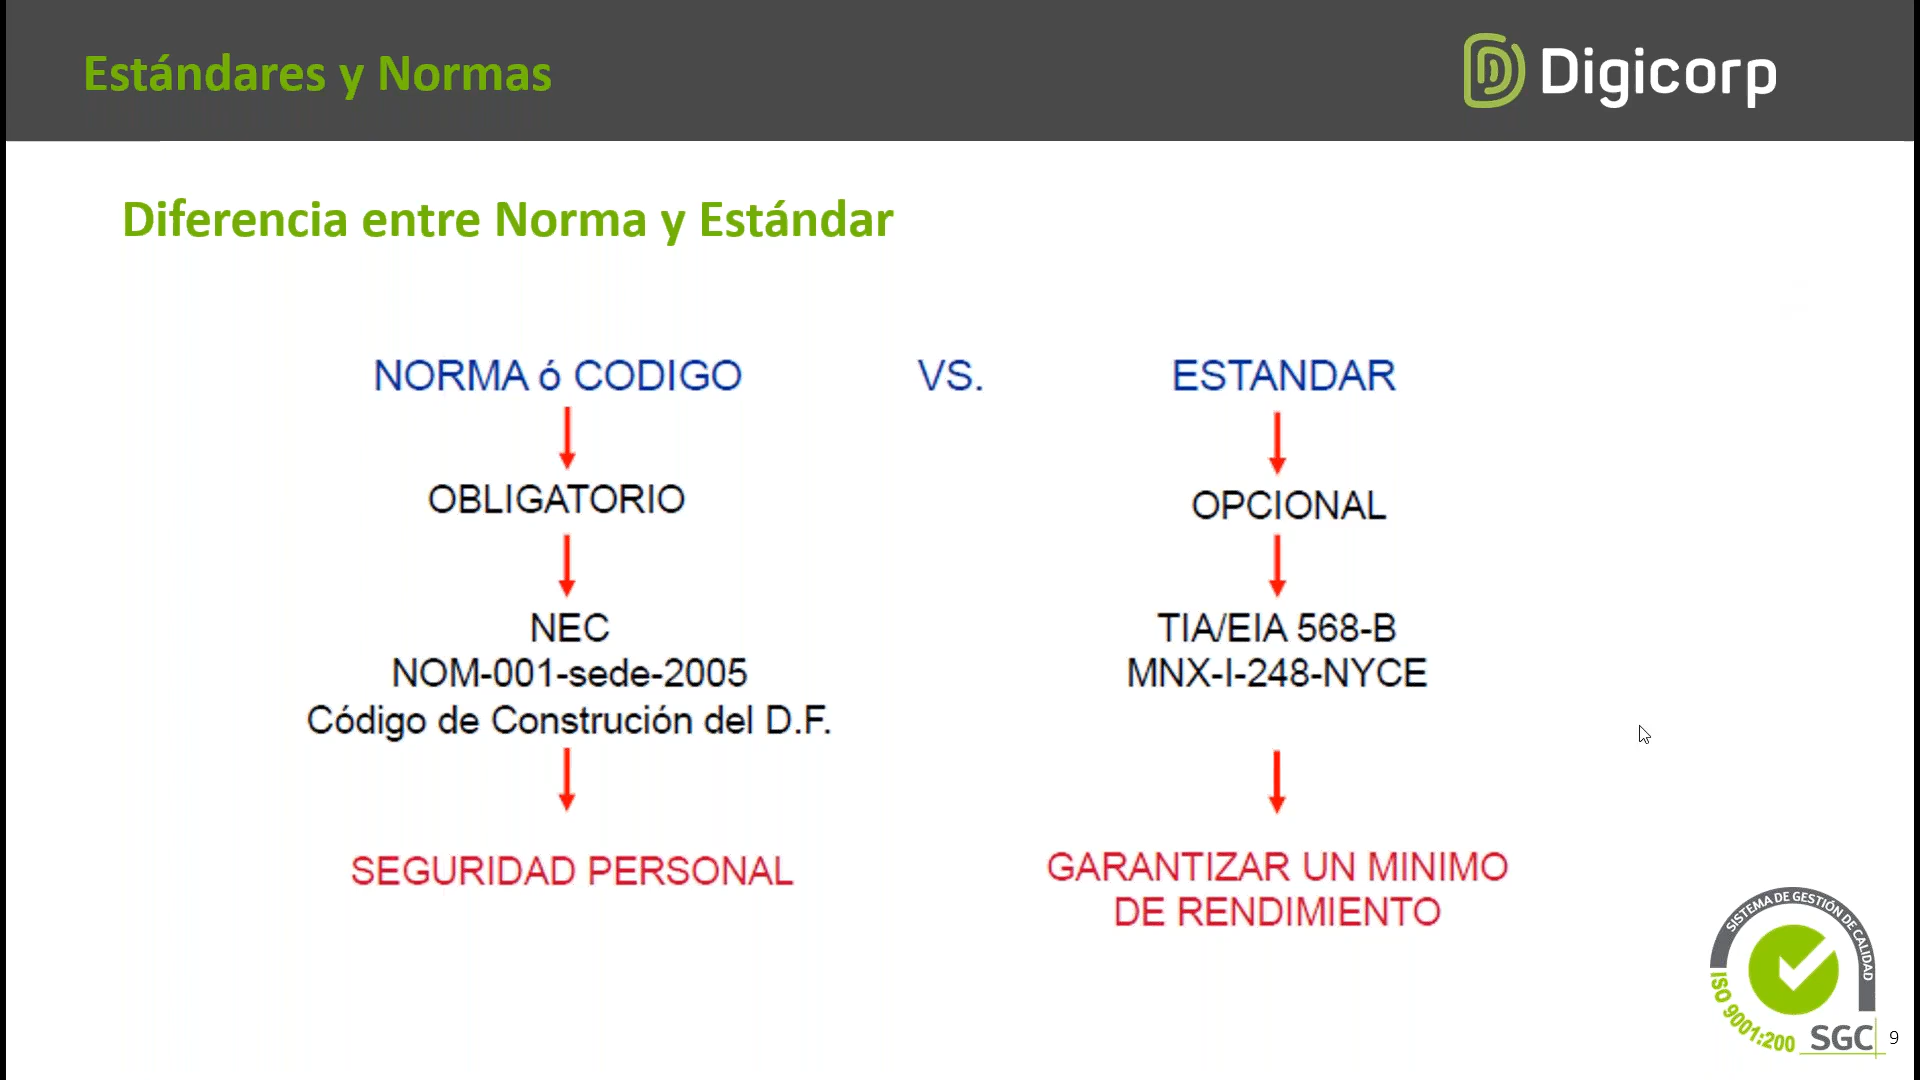 Estándares y Normas
Digicorp
Diferencia entre Norma y Estándar
NORMA ó CODIGO VS. ESTANDAR
OBLIGATORIO
OPCIONAL
NEC
NOM-001-sede-2005
Código de Construción del D.F.
TIA/EIA 568-B
MNX-I-248-NYCE
SEGURIDAD PERSONAL
GARANTIZAR UN MINIMO
DE RENDIMIENTO
SISTEMA DE GESTIÓN DE CALIDAD
ISO 9001:200
SGC
9